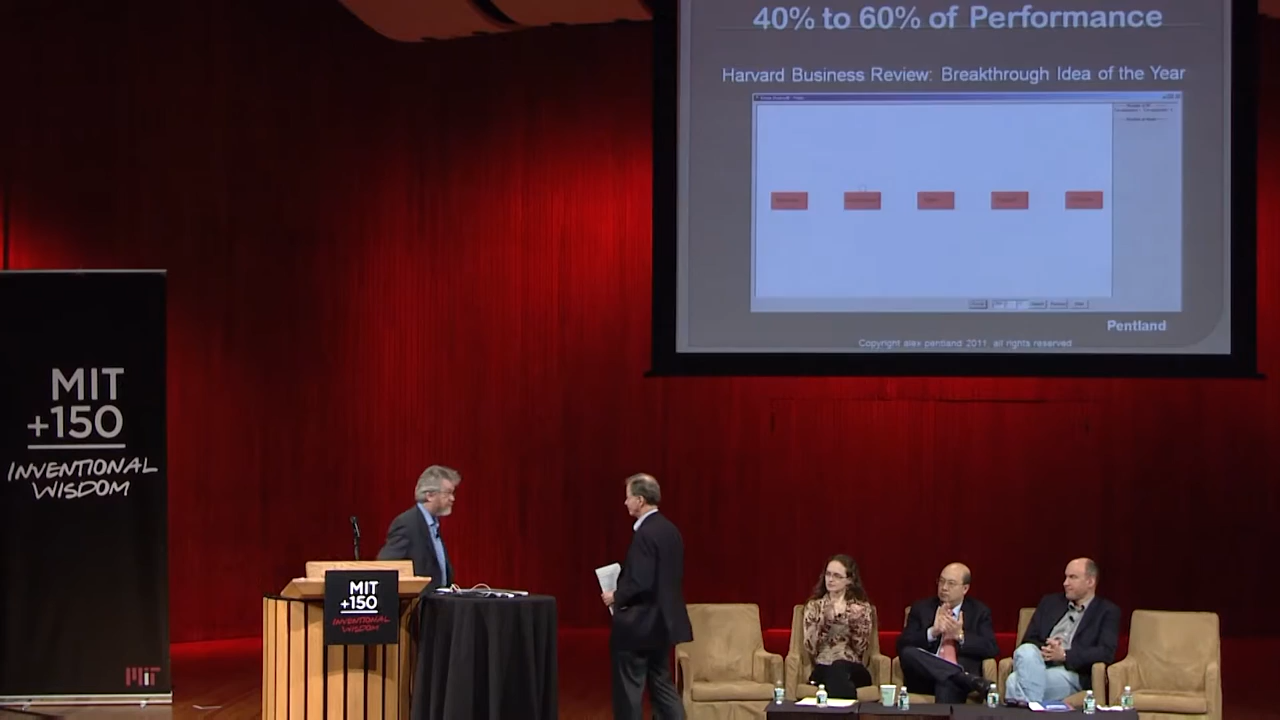 40% to 60% of Performance
Harvard Business Review: Breakthrough Idea of the Year
Pentland
Copyright alex pentland 2011, all rights reserved
MIT
+150
INVENTIONAL
WISDOM
MIT
MIT
+150
INVENTIONAL
WISDOM